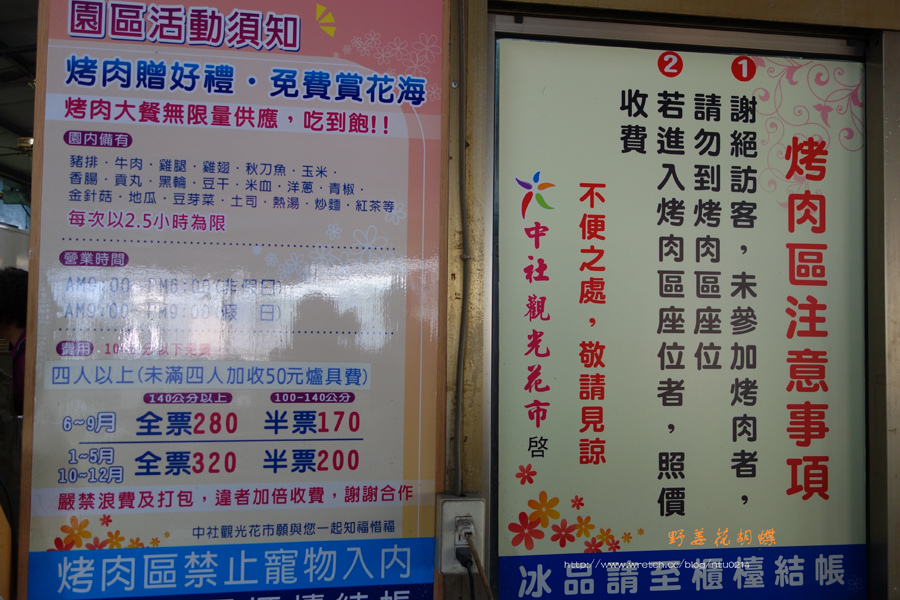 園區活動須知
烤肉贈好禮・免費賞花海
烤肉大餐無限量供應，吃到飽!!
園內備有
豬排・牛肉・雞腿・雞翅・秋刀魚・玉米・
香腸・貢丸・黑輪・豆干・米血・洋蔥・青椒・
金針菇・地瓜・豆芽菜・土司・熱湯・炒麵・紅茶等
每次以2.5小時為限
營業時間
AM9:00 PM6:00(非假日)
AM9:00 PM9:00( 日)
費用
四人以上(未滿四人加收50元爐具費)
140公分以上 100-140公分
6~9月 全票280 半票170
1~5月
10~12月 全票320 半票200
嚴禁浪費及打包，違者加倍收費，謝謝合作
中社觀光花市願與您一起知福惜福
烤肉區禁止寵物入內
烤肉區注意事項
1 謝絕訪客，未參加烤肉者，
請勿到烤肉區座位
2 若進入烤肉區座位者，照價
收費
不便之處，敬請見諒
中社觀光花市 啓
野姜花胡蝶
http://www.wretch.cc/blog/ntu0214
冰品請至櫃檯結帳